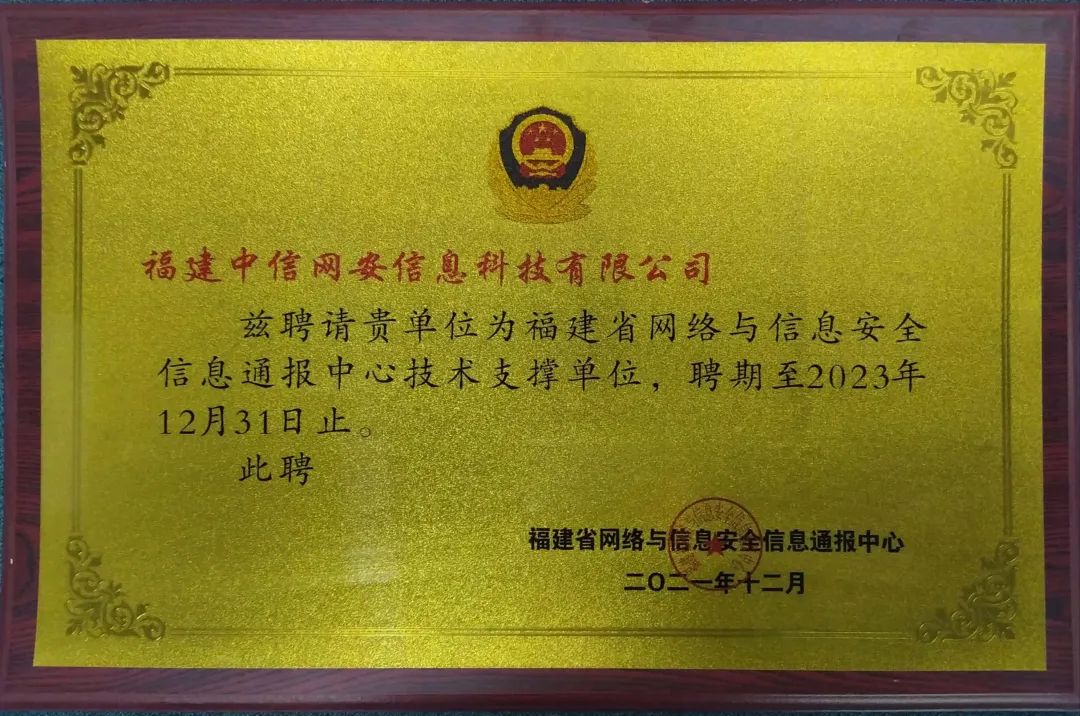 福建中信网安信息科技有限公司
兹聘请贵单位为福建省网络与信息安全
信息通报中心技术支撑单位，聘期至2023年
12月31日止。
此聘
福建省网络与信息安全信息通报中心
二〇二一年十二月